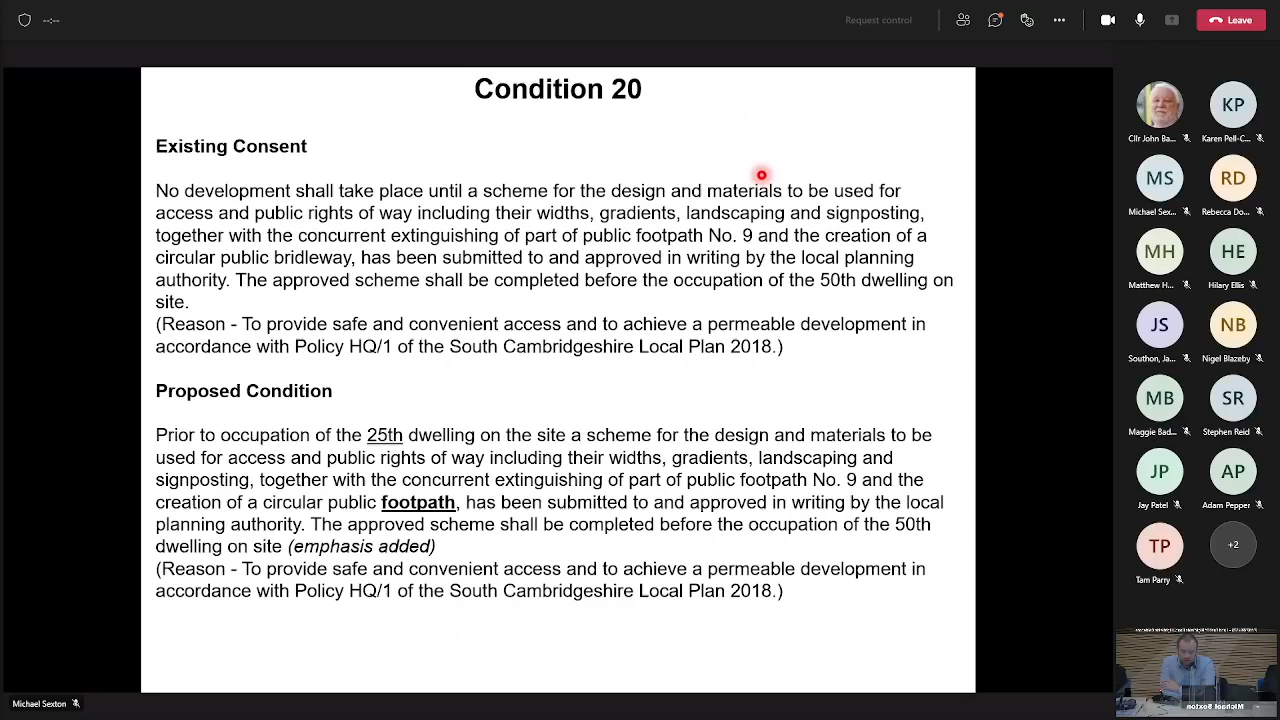 --:--
Request control
Leave
Condition 20
Existing Consent
No development shall take place until a scheme for the design and materials to be used for
access and public rights of way including their widths, gradients, landscaping and signposting,
together with the concurrent extinguishing of part of public footpath No. 9 and the creation of a
circular public bridleway, has been submitted to and approved in writing by the local planning
authority. The approved scheme shall be completed before the occupation of the 50th dwelling on
site.
(Reason - To provide safe and convenient access and to achieve a permeable development in
accordance with Policy HQ/1 of the South Cambridgeshire Local Plan 2018.)
Proposed Condition
Prior to occupation of the 25th dwelling on the site a scheme for the design and materials to be
used for access and public rights of way including their widths, gradients, landscaping and
signposting, together with the concurrent extinguishing of part of public footpath No. 9 and the
creation of a circular public footpath, has been submitted to and approved in writing by the local
planning authority. The approved scheme shall be completed before the occupation of the 50th
dwelling on site (emphasis added)
(Reason - To provide safe and convenient access and to achieve a permeable development in
accordance with Policy HQ/1 of the South Cambridgeshire Local Plan 2018.)
Michael Sexton
KP
Cllr John Ba...
Karen Pell-C...
MS
RD
Michael Sex...
Rebecca Do...
MH
HE
Matthew H...
Hilary Ellis
JS
NB
Southon, Ja...
Nigel Blazeby
MB
SR
Maggie Bad...
Stephen Rid...
JP
AP
Jay Patel
Adam Pepper
TP
+2
Tam Parry
Michael Sexton